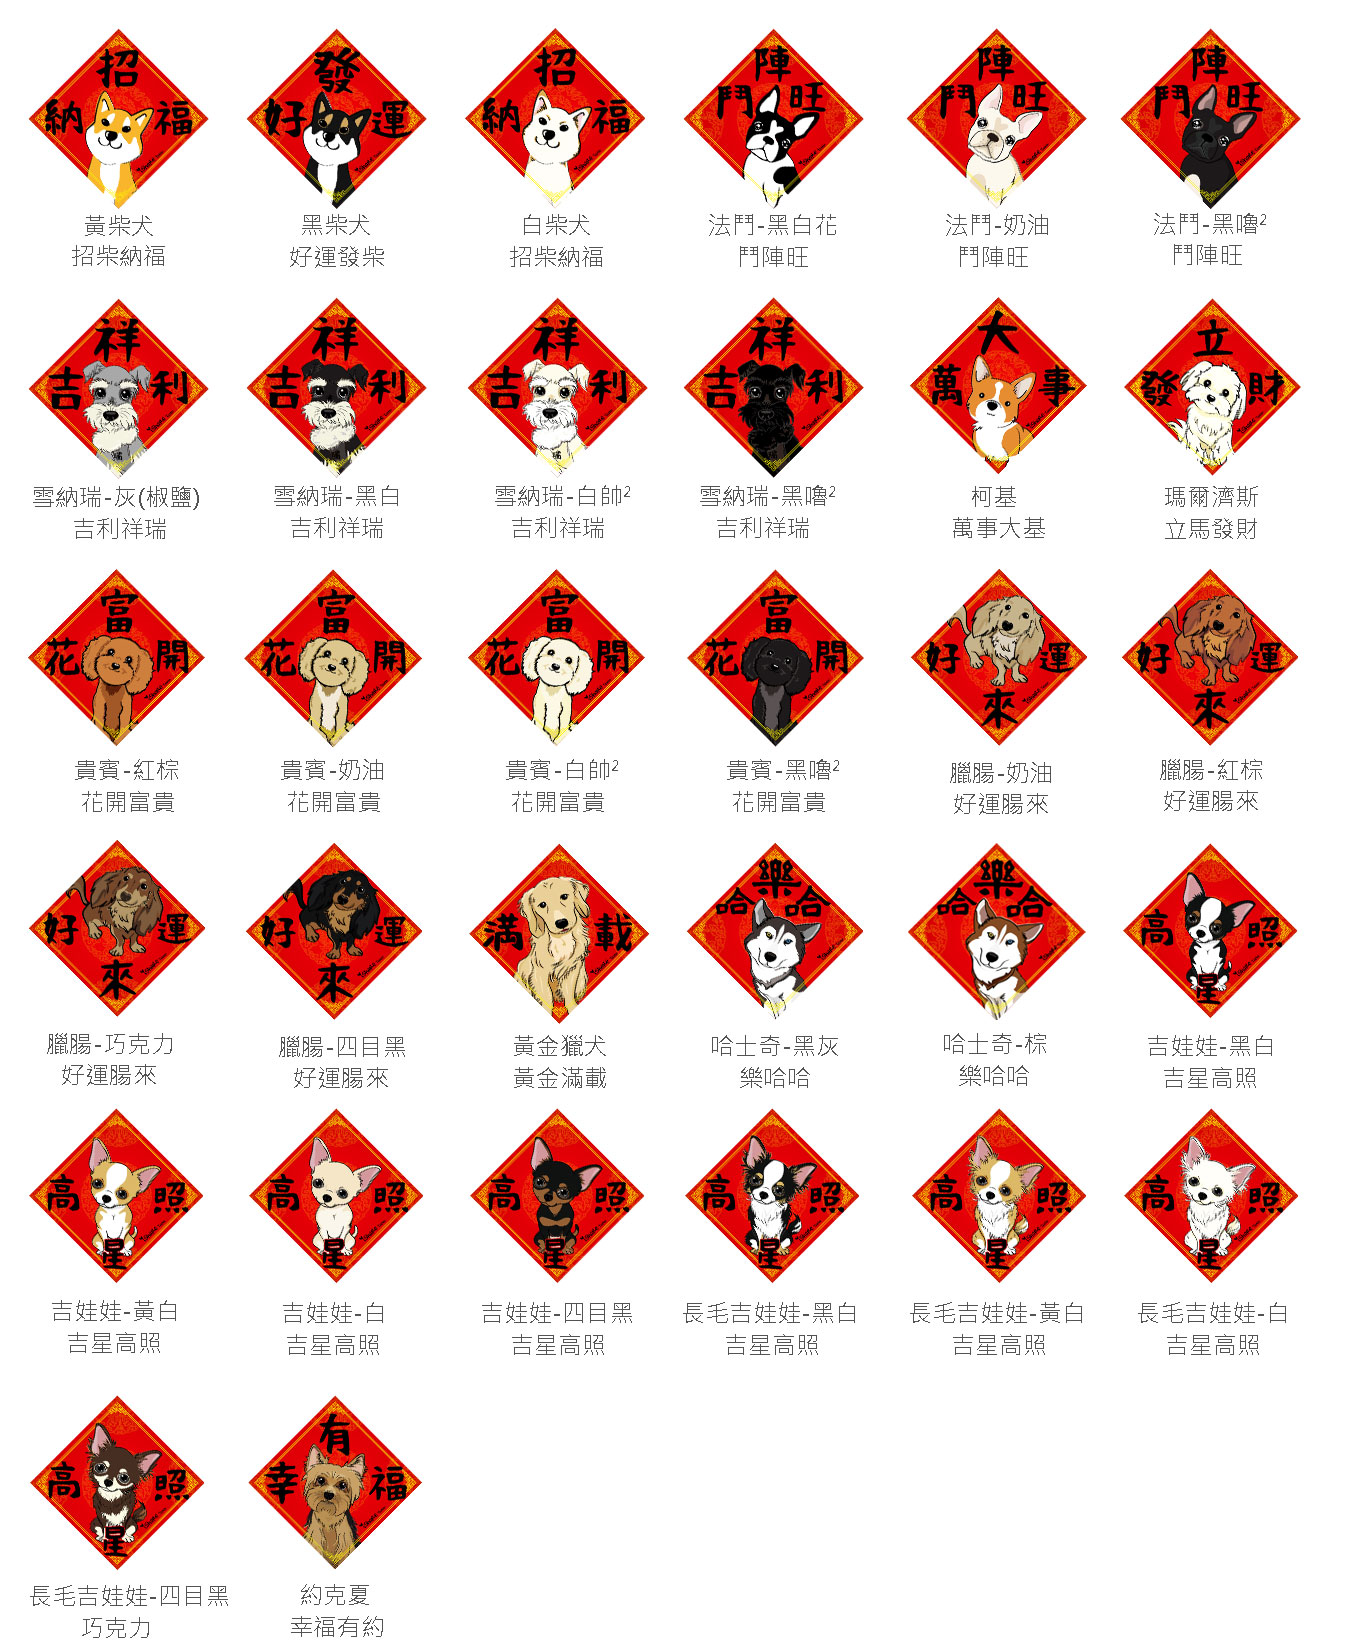 招
納 福
發
好 運
招
納 福
陣
鬥 旺
陣
鬥 旺
陣
鬥 旺
黃柴犬
招柴納福
黑柴犬
好運發柴
白柴犬
招柴納福
法鬥-黑白花
鬥陣旺
法鬥-奶油
鬥陣旺
法鬥-黑嚕²
鬥陣旺
祥
吉 利
祥
吉 利
祥
吉 利
祥
吉 利
大
萬 事
立
發 財
雪納瑞-灰(椒鹽)
吉利祥瑞
雪納瑞-黑白
吉利祥瑞
雪納瑞-白帥²
吉利祥瑞
雪納瑞-黑嚕²
吉利祥瑞
柯基
萬事大基
瑪爾濟斯
立馬發財
富
花 開
富
花 開
富
花 開
富
花 開
好 運
來
好 運
來
貴賓-紅棕
花開富貴
貴賓-奶油
花開富貴
貴賓-白帥²
花開富貴
貴賓-黑嚕²
花開富貴
臘腸-奶油
好運腸來
臘腸-紅棕
好運腸來
好 運
來
好 運
來
滿 載
樂
哈 哈
樂
哈 哈
高 照
星
臘腸-巧克力
好運腸來
臘腸-四目黑
好運腸來
黃金獵犬
黃金滿載
哈士奇-黑灰
樂哈哈
哈士奇-棕
樂哈哈
吉娃娃-黑白
吉星高照
高 照
星
高 照
星
高 照
星
高 照
星
高 照
星
高 照
星
吉娃娃-黃白
吉星高照
吉娃娃-白
吉星高照
吉娃娃-四目黑
吉星高照
長毛吉娃娃-黑白
吉星高照
長毛吉娃娃-黃白
吉星高照
長毛吉娃娃-白
吉星高照
高 照
星
有
幸 福
長毛吉娃娃-四目黑
巧克力
約克夏
幸福有約